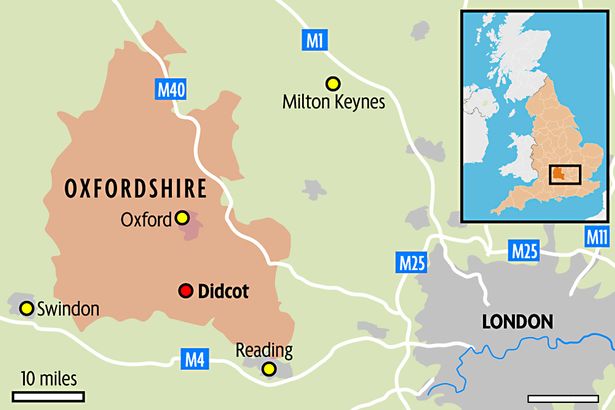 M1
M40
Milton Keynes
OXFORDSHIRE
Oxford
M11
M25
M25
Didcot
Swindon
LONDON
M4
Reading
10 miles